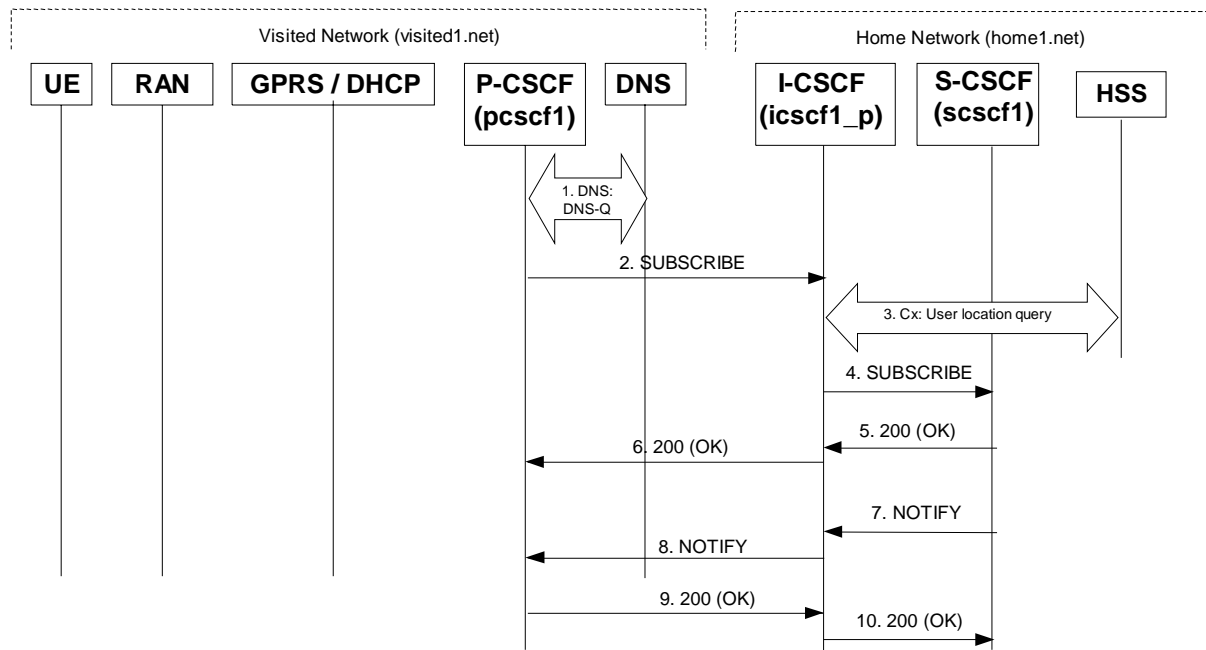 Visited Network (visited1.net)
Home Network (home1.net)
UE
RAN
GPRS / DHCP
P-CSCF
(pcscf1)
DNS
I-CSCF
(icscf1_p)
S-CSCF
(scscf1)
HSS
1. DNS:
DNS-Q
2. SUBSCRIBE
3. Cx: User location query
4. SUBSCRIBE
5. 200 (OK)
6. 200 (OK)
7. NOTIFY
8. NOTIFY
9. 200 (OK)
10. 200 (OK)